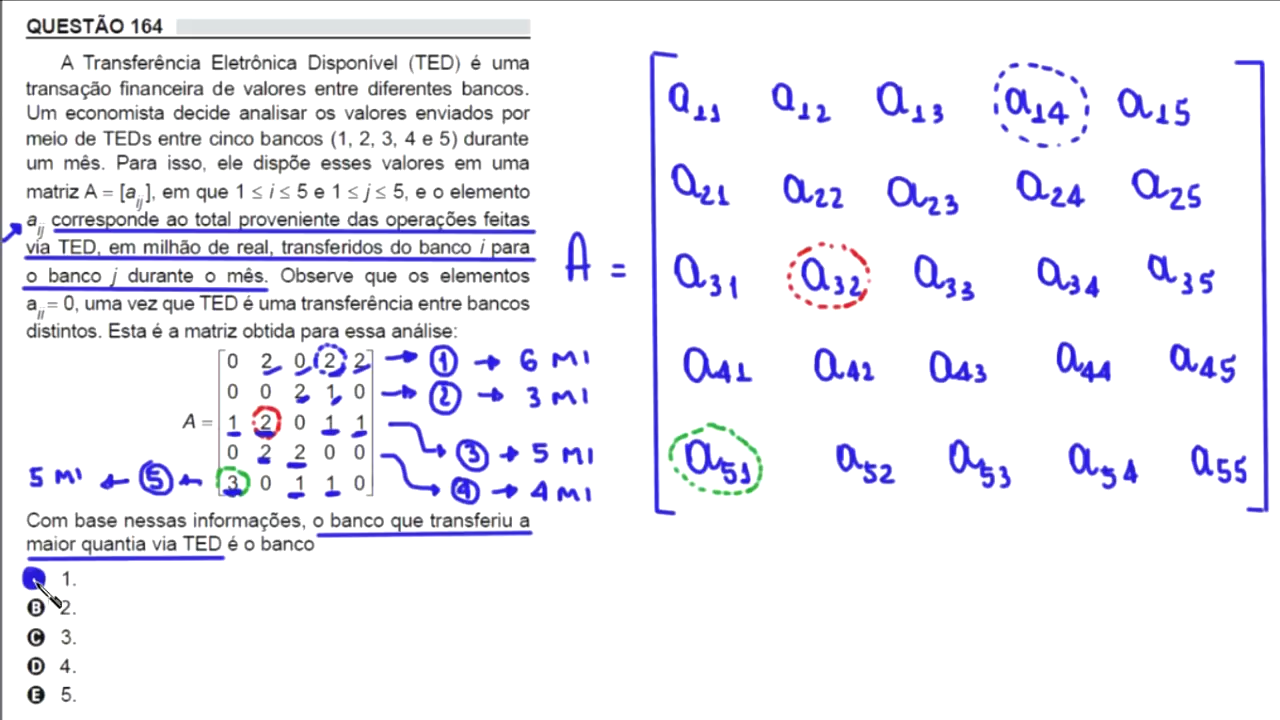 QUESTÃO 164
A Transferência Eletrônica Disponível (TED) é uma
transação financeira de valores entre diferentes bancos.
Um economista decide analisar os valores enviados por
meio de TEDs entre cinco bancos (1, 2, 3, 4 e 5) durante
um mês. Para isso, ele dispõe esses valores em uma
matriz A = [aij], em que 1 ≤ i ≤ 5 e 1 ≤ j ≤ 5, e o elemento
aij corresponde ao total proveniente das operações feitas
via TED, em milhão de real, transferidos do banco i para
o banco j durante o mês. Observe que os elementos
aii = 0, uma vez que TED é uma transferência entre bancos
distintos. Esta é a matriz obtida para essa análise:
0 2 0 2 2 → 1 → 6 MI
0 0 2 1 0 → 2 → 3 MI
A = 1 2 0 1 1 → 3 → 5 MI
0 2 2 0 0 → 4 → 4 MI
5 MI ← 5 ← 3 0 1 1 0
Com base nessas informações, o banco que transferiu a
maior quantia via TED é o banco
1.
B 2.
C 3.
D 4.
E 5.
a11 a12 a13 a14 a15
a21 a22 a23 a24 a25
A = a31 a32 a33 a34 a35
a41 a42 a43 a44 a45
a51 a52 a53 a54 a55